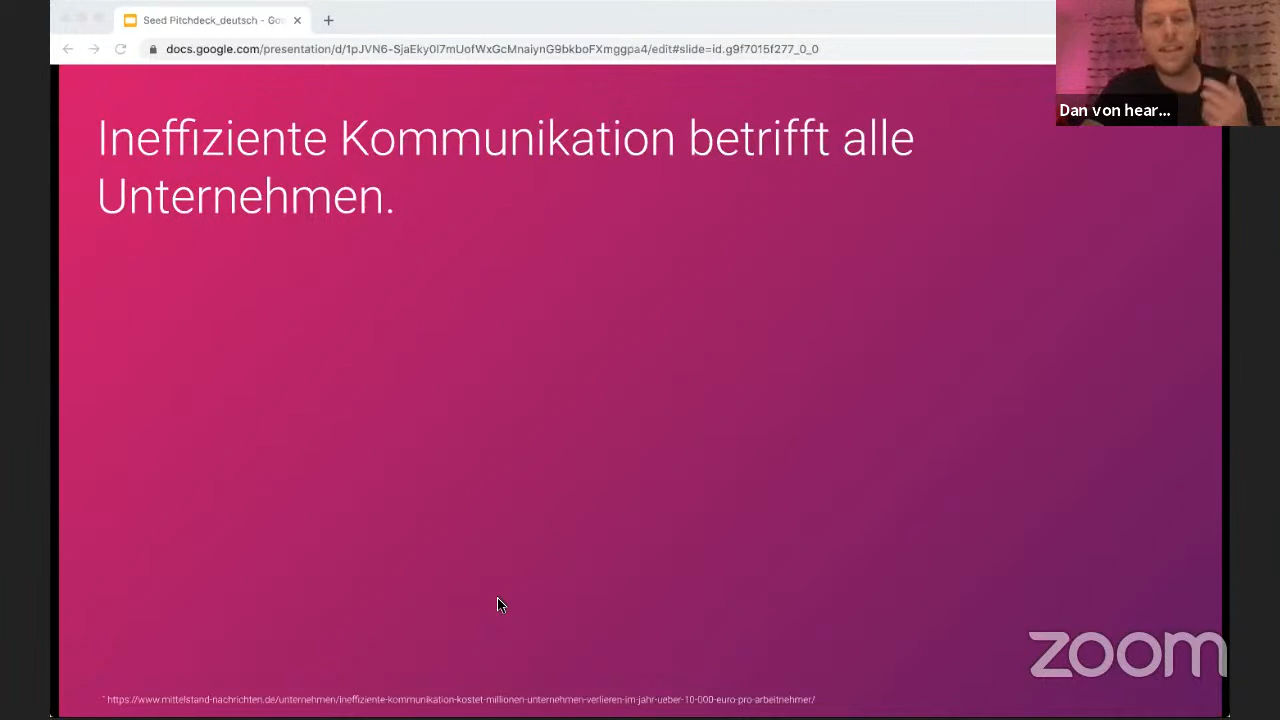 Seed Pitchdeck_deutsch - Goo
docs.google.com/presentation/d/1pJVN6-SjaEky0l7mUofWxGcMnaiynG9bkboFXmggpa4/edit#slide=id.g9f7015f277_0_0
Dan von hear...
Ineffiziente Kommunikation betrifft alle
Unternehmen.
zoom
* https://www.mittelstand-nachrichten.de/unternehmen/ineffiziente-kommunikation-kostet-millionen-unternehmen-verlieren-im-jahr-ueber-10-000-euro-pro-arbeitnehmer/